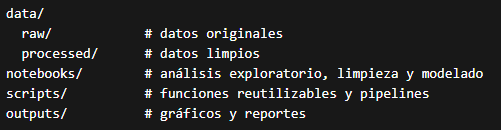 data/
  raw/           # datos originales
  processed/     # datos limpios
notebooks/       # análisis exploratorio, limpieza y modelado
scripts/         # funciones reutilizables y pipelines
outputs/         # gráficos y reportes